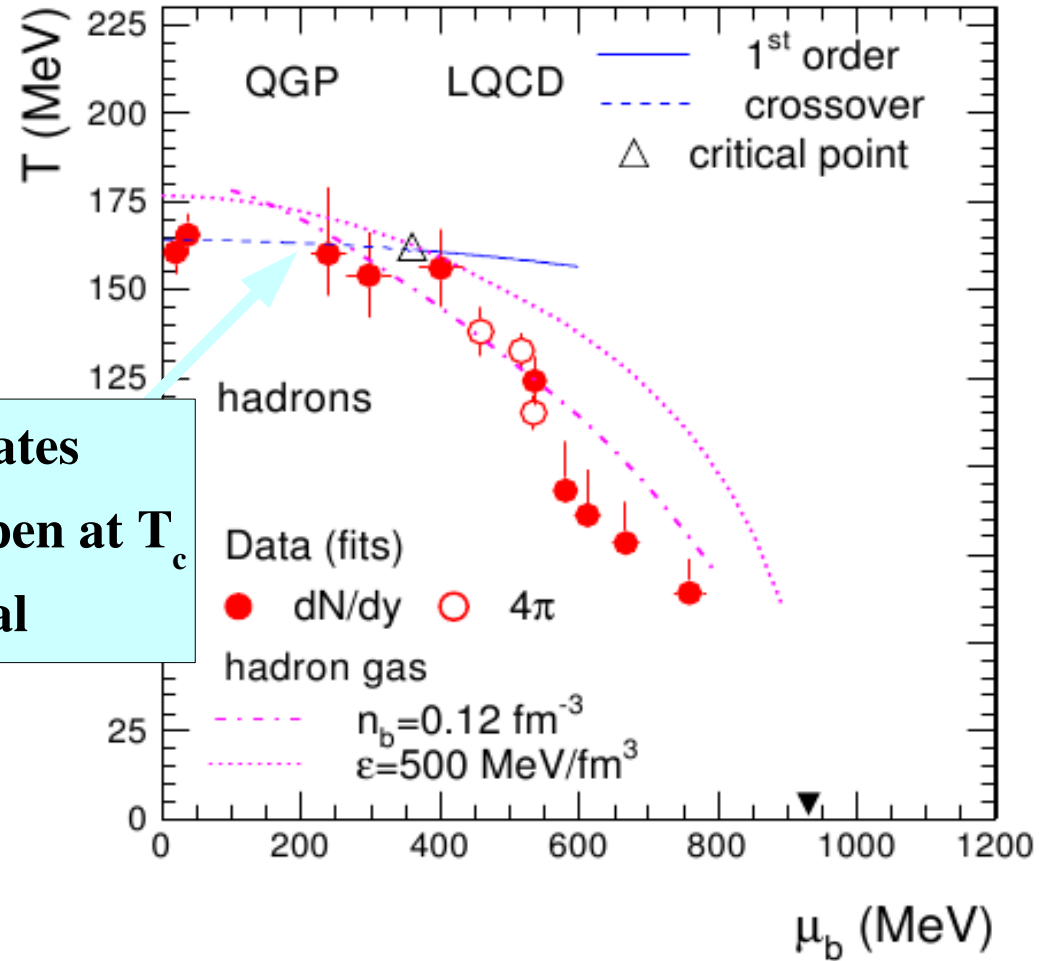 T (MeV)
225
200
175
150
125
25
0
QGP LQCD
1st order
crossover
△ critical point
hadrons
pen at Tc
Data (fits)
dN/dy 4π
hadron gas
nb=0.12 fm-3
ε=500 MeV/fm3
0 200 400 600 800 1000 1200
μb (MeV)